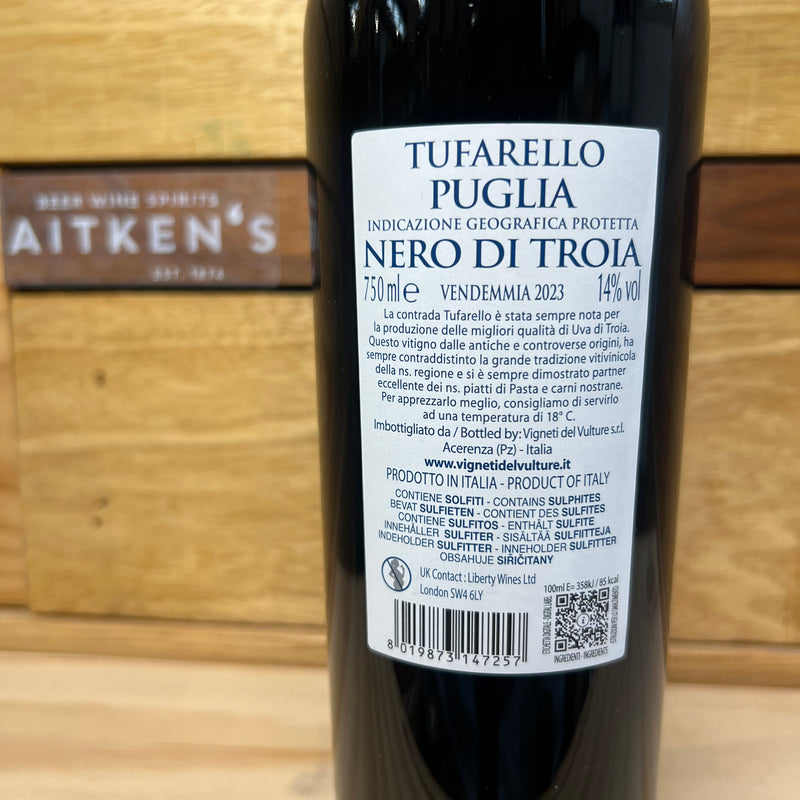 BEER WINE SPIRITS
AITKEN'S
EST. 1874
TUFARELLO
PUGLIA
INDICAZIONE GEOGRAFICA PROTETTA
NERO DI TROIA
750 ml e VENDEMMIA 2023 14% vol
La contrada Tufarello è stata sempre nota per
la produzione delle migliori qualità di Uva di Troia.
Questo vitigno dalle antiche e controverse origini, ha
sempre contraddistinto la grande tradizione vitivinicola
della ns. regione e si è sempre dimostrato partner
eccellente dei ns. piatti di Pasta e carni nostrane.
Per apprezzarlo meglio, consigliamo di servirlo
ad una temperatura di 18° C.
Imbottigliato da / Bottled by: Vigneti del Vulture s.r.l.
Acerenza (Pz) - Italia
www.vignetidelvulture.it
PRODOTTO IN ITALIA - PRODUCT OF ITALY
CONTIENE SOLFITI - CONTAINS SULPHITES
BEVAT SULFIETEN - CONTIENT DES SULFITES
CONTIENE SULFITOS - ENTHÄLT SULFITE
INNEHÅLLER SULFITER - SISÄLTÄÄ SULFIITTEJA
INDEHOLDER SULFITTER - INNEHOLDER SULFITTER
OBSAHUJE SIŘIČITANY
UK Contact : Liberty Wines Ltd
London SW4 6LY
8 019873 147257
100ml E= 358kJ / 85 kcal
ETICHETTA DIGITALE - DIGITAL LABEL
INGREDIENTI - INGREDIENTS